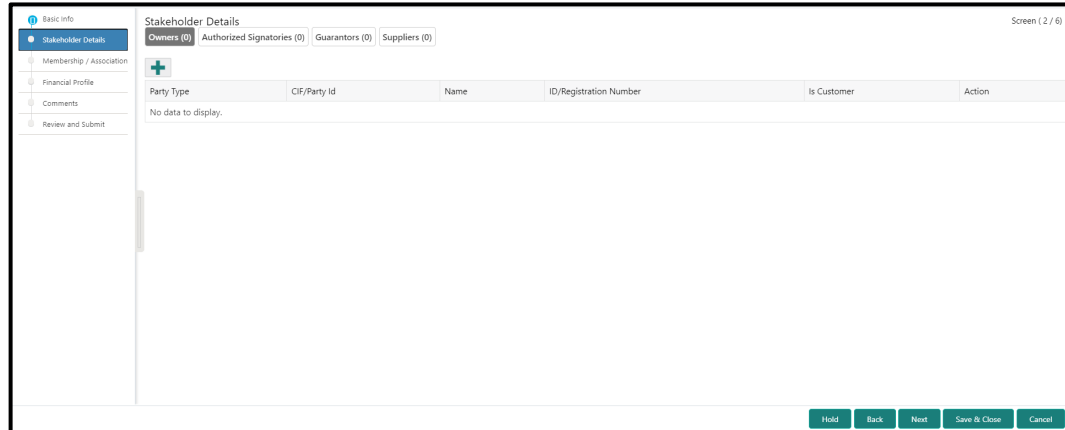 Basic Info
Stakeholder Details
Membership / Association
Financial Profile
Comments
Review and Submit
Stakeholder Details
Screen ( 2 / 6)
Owners (0) Authorized Signatories (0) Guarantors (0) Suppliers (0)
Party Type CIF/Party Id Name ID/Registration Number Is Customer Action
No data to display.
Hold Back Next Save & Close Cancel